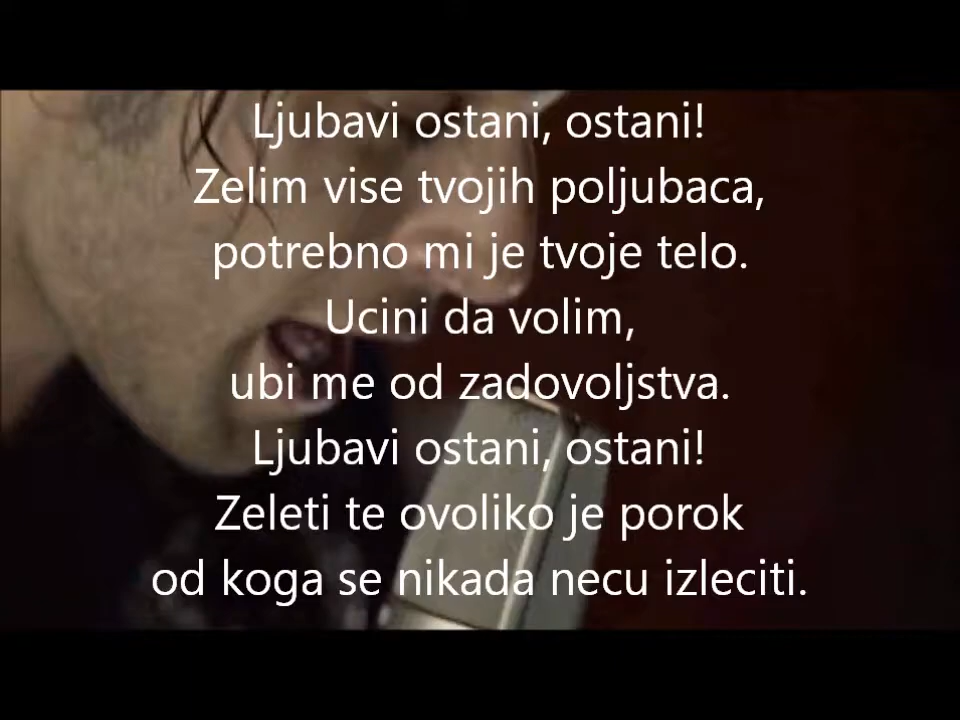 Ljubavi ostani, ostani!
Zelim vise tvojih poljubaca,
potrebno mi je tvoje telo.
Ucini da volim,
ubi me od zadovoljstva.
Ljubavi ostani, ostani!
Zeleti te ovoliko je porok
od koga se nikada necu izleciti.